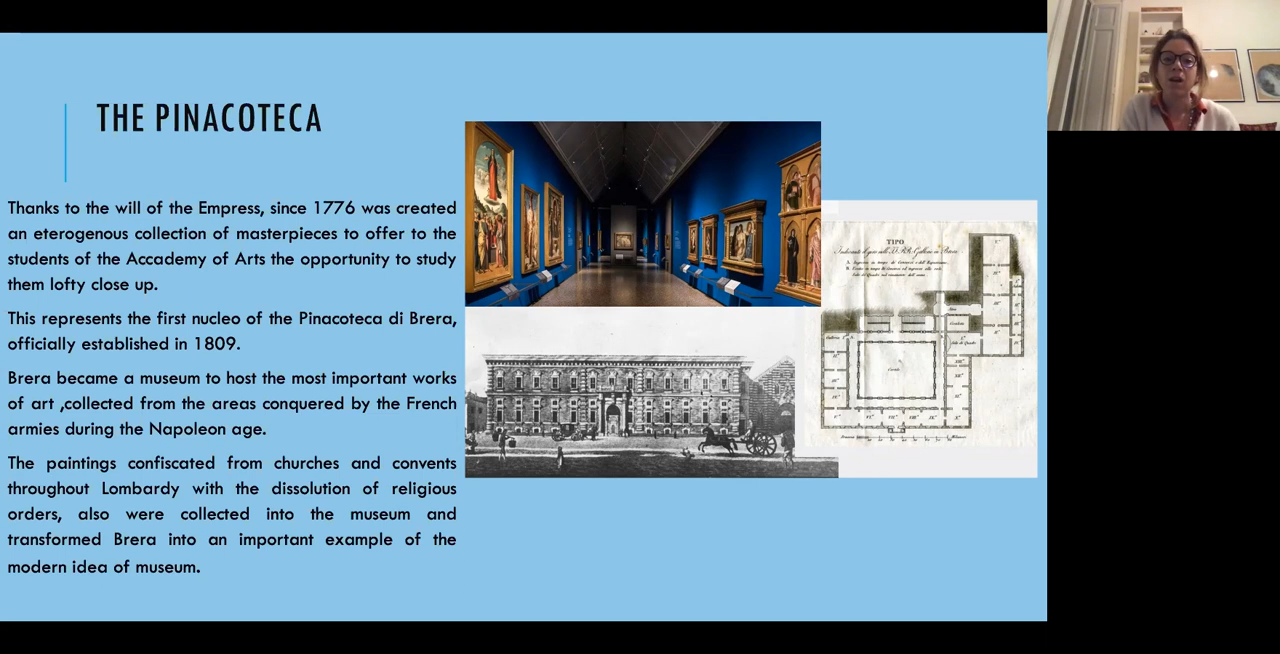 THE PINACOTECA
Thanks to the will of the Empress, since 1776 was created
an eterogenous collection of masterpieces to offer to the
students of the Accademy of Arts the opportunity to study
them lofty close up.
This represents the first nucleo of the Pinacoteca di Brera,
officially established in 1809.
Brera became a museum to host the most important works
of art ,collected from the areas conquered by the French
armies during the Napoleon age.
The paintings confiscated from churches and convents
throughout Lombardy with the dissolution of religious
orders, also were collected into the museum and
transformed Brera into an important example of the
modern idea of museum.
TIPO
Cortile